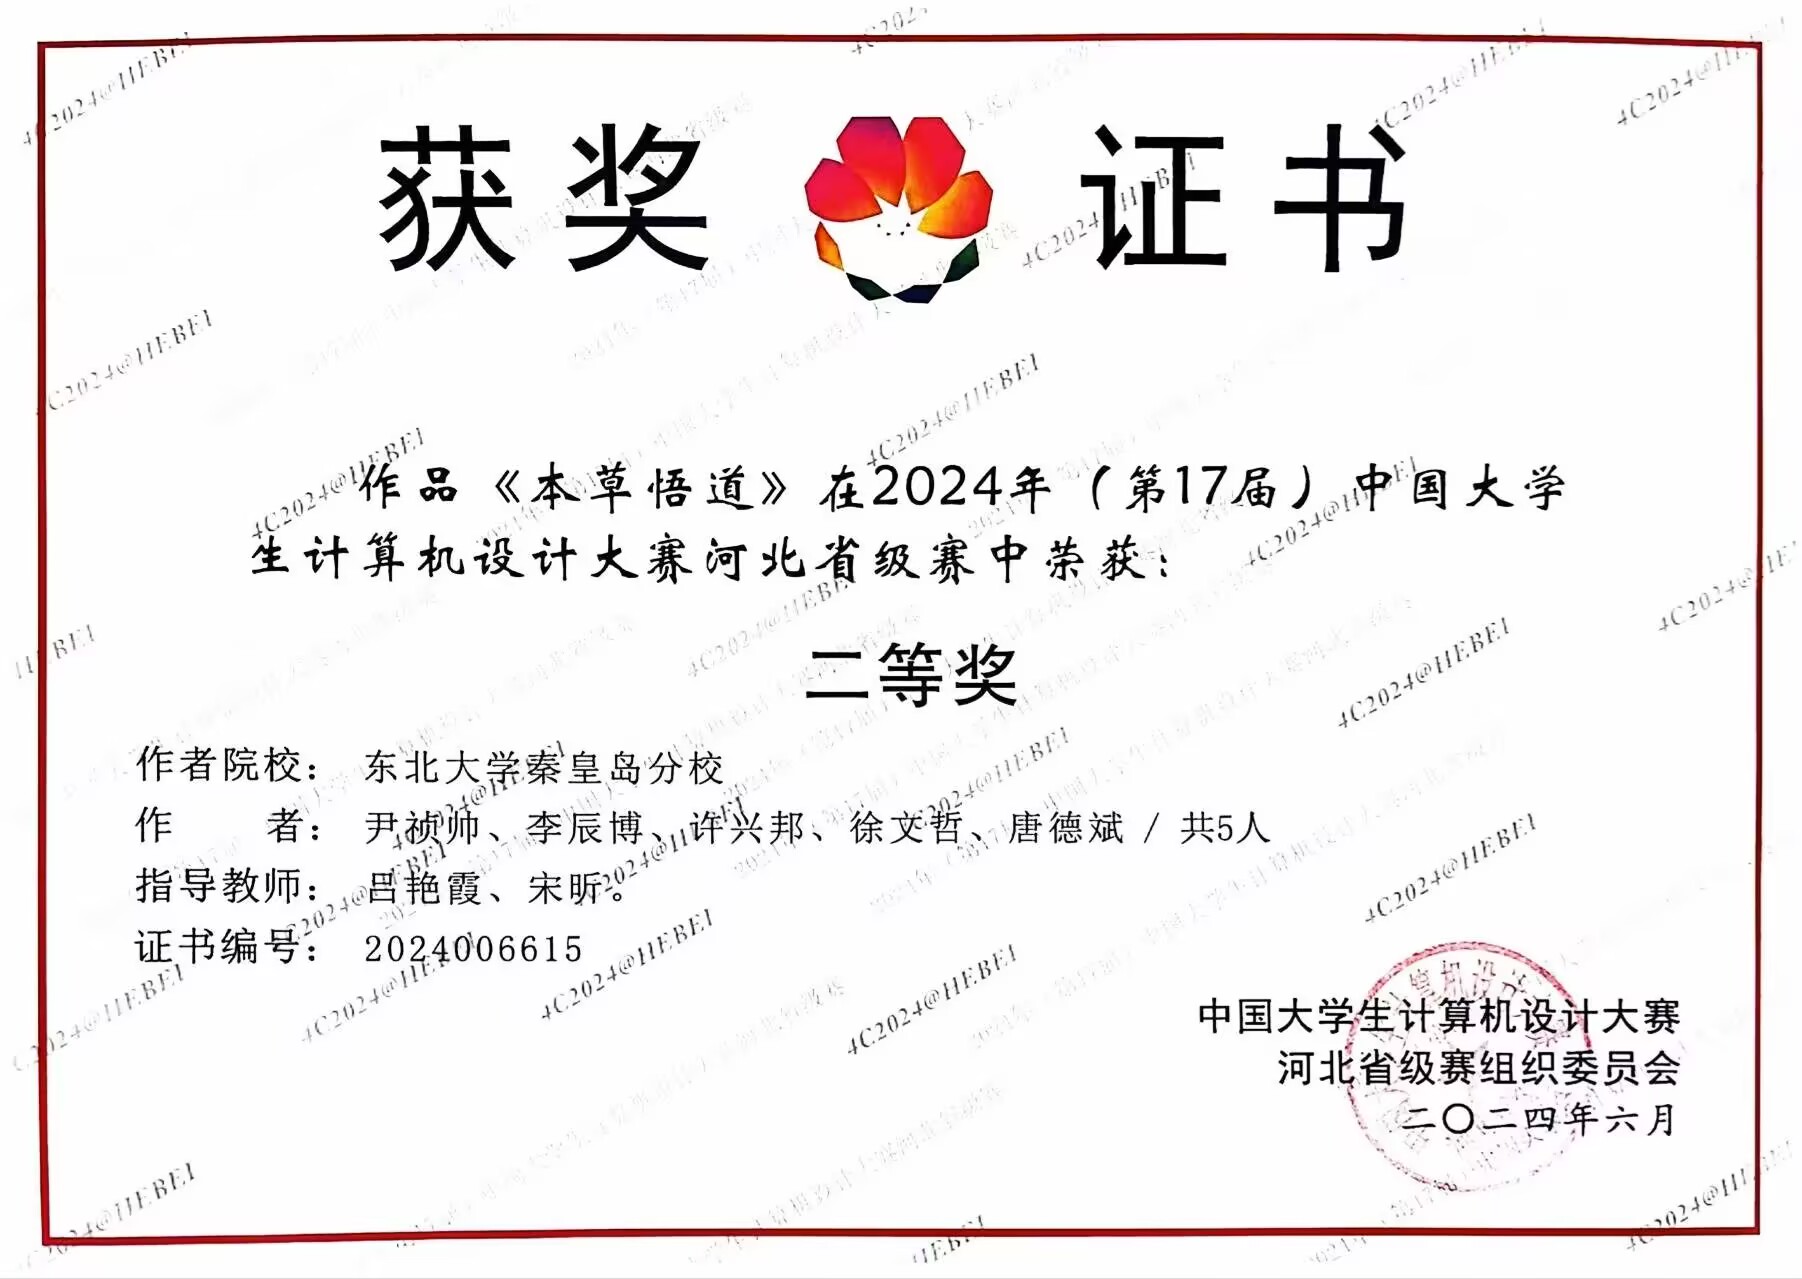 获奖证书
作品《本草悟道》在2024年（第17届）中国大学
生计算机设计大赛河北省级赛中荣获：
二等奖
作者院校： 东北大学秦皇岛分校
作 者： 尹祯帅、李辰博、许兴邦、徐文哲、唐德斌 / 共5人
指导教师： 吕艳霞、宋昕。
证书编号： 2024006615
中国大学生计算机设计大赛
河北省级赛组织委员会
二〇二四年六月
4C2024@HEBEI